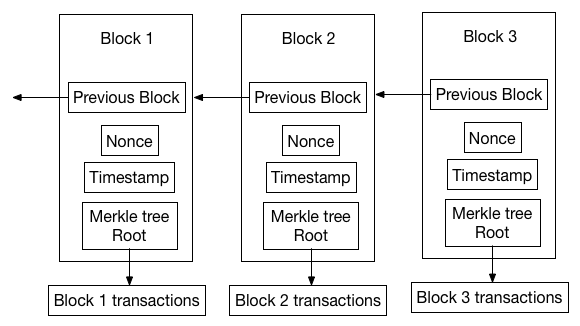 Block 1
Previous Block
Nonce
Timestamp
Merkle tree
Root
Block 1 transactions
Block 2
Previous Block
Nonce
Timestamp
Merkle tree
Root
Block 2 transactions
Block 3
Previous Block
Nonce
Timestamp
Merkle tree
Root
Block 3 transactions